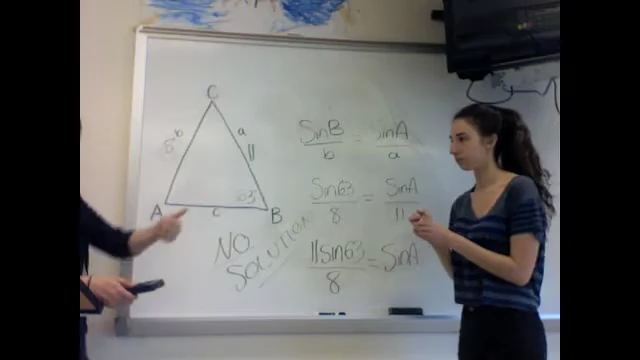 C
b
a
8
11
63°
A
c
B
NO
SOLUTION
SinB/b = SinA/a
Sin63/8 = SinA/11
11Sin63/8 = SinA